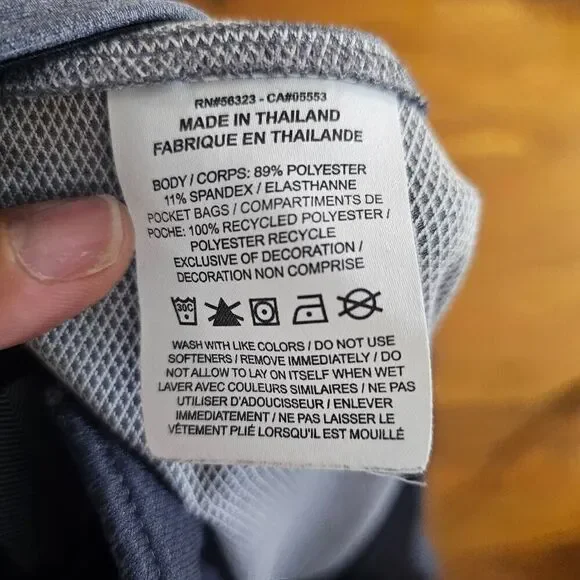 RN#56323 - CA#05553
MADE IN THAILAND
FABRIQUE EN THAILANDE
BODY / CORPS: 89% POLYESTER
11% SPANDEX / ELASTHANNE
POCKET BAGS / COMPARTIMENTS DE
POCHE: 100% RECYCLED POLYESTER /
POLYESTER RECYCLE
EXCLUSIVE OF DECORATION /
DECORATION NON COMPRISE
30C
WASH WITH LIKE COLORS / DO NOT USE
SOFTENERS / REMOVE IMMEDIATELY / DO
NOT ALLOW TO LAY ON ITSELF WHEN WET
LAVER AVEC COULEURS SIMILAIRES / NE PAS
UTILISER D'ADOUCISSEUR / ENLEVER
IMMEDIATEMENT / NE PAS LAISSER LE
VÊTEMENT PLIÉ LORSQU'IL EST MOUILLÉ